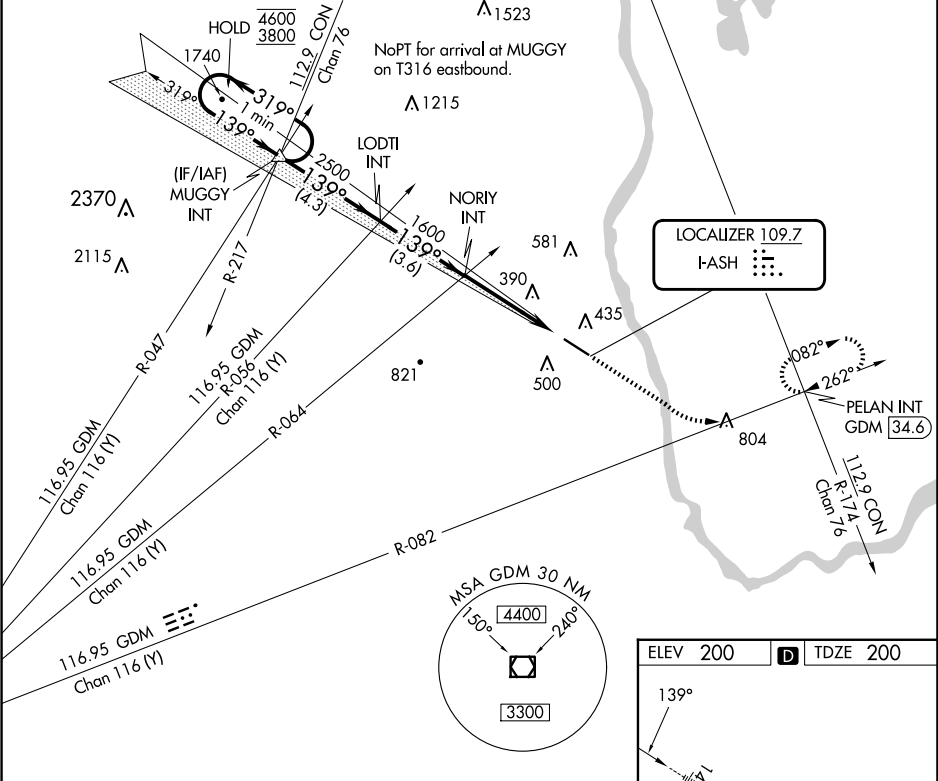 1523
HOLD 4600
3800
112.9 CON
Chan 76
NoPT for arrival at MUGGY
on T316 eastbound.
1740
319°
319°
1 min
139°
1215
(IF/IAF)
MUGGY
INT
2500
139°
(4.3)
LODTI
INT
1600
139°
(3.6)
NORIY
INT
2370
2115
581
390
435
500
821
LOCALIZER 109.7
I-ASH
R-217
R-047
116.95 GDM
Chan 116 (Y)
116.95 GDM
R-056
Chan 116 (Y)
R-064
116.95 GDM
Chan 116 (Y)
R-082
116.95 GDM
Chan 116 (Y)
082°
262°
PELAN INT
GDM 34.6
804
112.9 CON
R-174
Chan 76
MSA GDM 30 NM
150°
4400
240°
3300
ELEV 200 D TDZE 200
139°
14